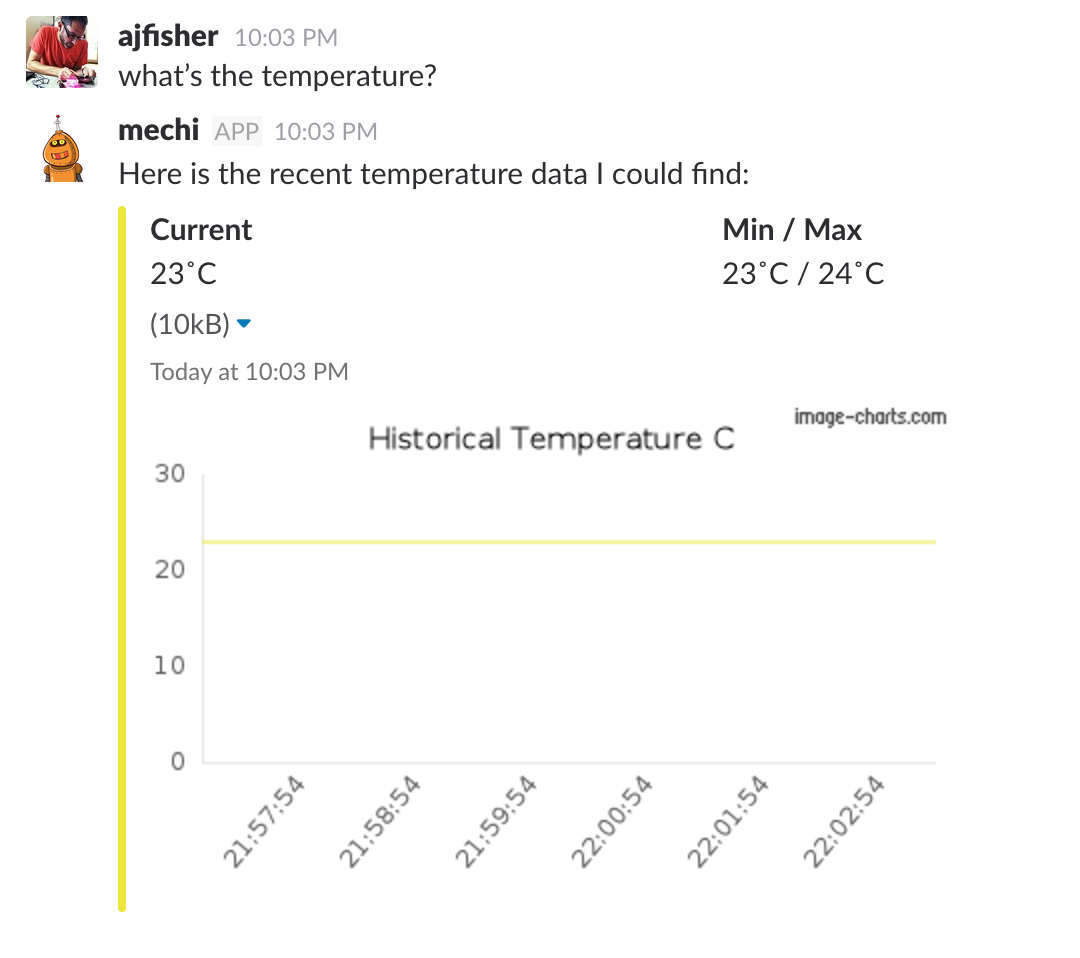 ajfisher 10:03 PM
what’s the temperature?
mechi APP 10:03 PM
Here is the recent temperature data I could find:
Current Min / Max
23˚C 23˚C / 24˚C
(10kB)
Today at 10:03 PM
image-charts.com
Historical Temperature C
30
20
10
0
21:57:54 21:58:54 21:59:54 22:00:54 22:01:54 22:02:54